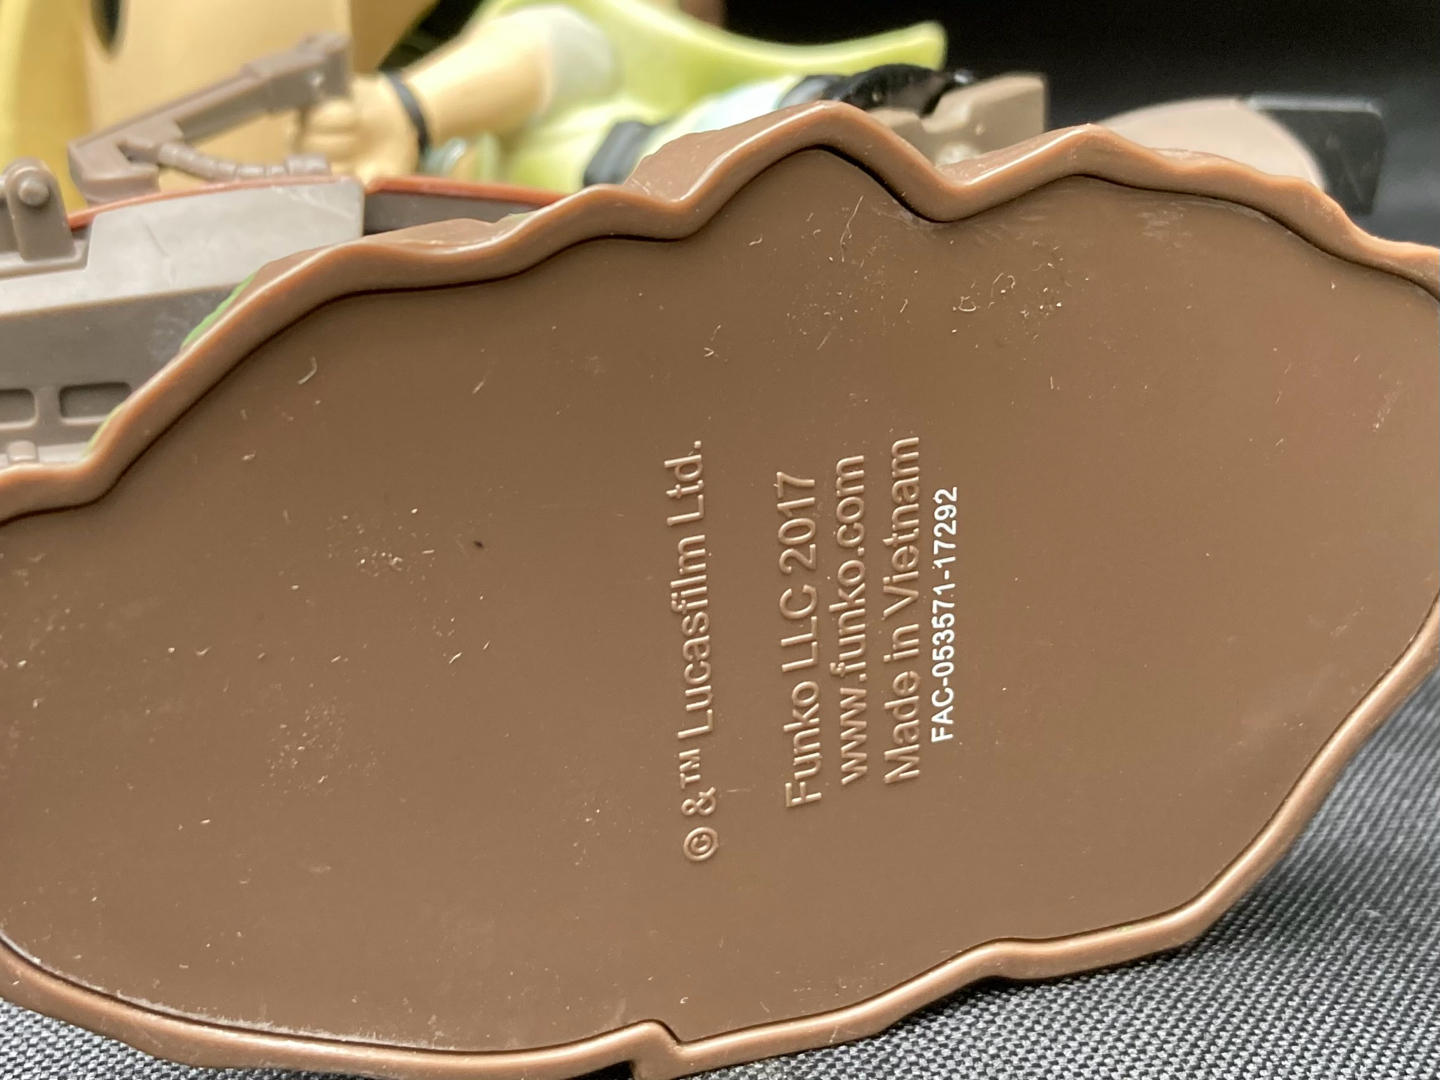 © &™ Lucasfilm Ltd.
Funko LLC 2017
www.funko.com
Made in Vietnam
FAC-053571-17292